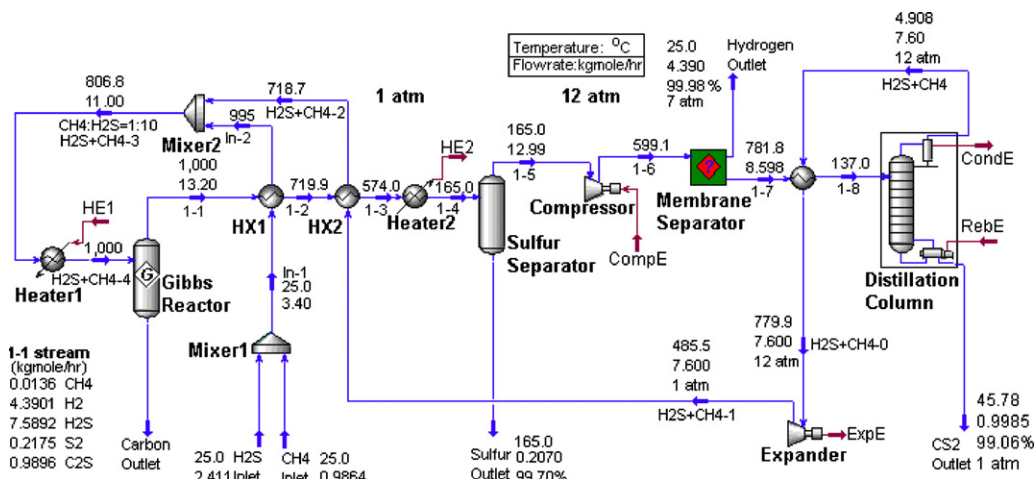 Temperature: °C
Flowrate:kgmole/hr
25.0
4.390
99.98 %
7 atm
Hydrogen
Outlet
4.908
7.60
12 atm
H2S+CH4
806.8
11.00
CH4:H2S=1:10
H2S+CH4-3
Mixer2
718.7
H2S+CH4-2
995
In-2
1 atm
12 atm
HE2
165.0
12.99
1-5
599.1
1-6
781.8
8.598
1-7
137.0
1-8
CondE
RebE
HE1
1,000
13.20
1-1
719.9
1-2
574.0
1-3
165.0
1-4
HX1
HX2
Heater2
Compressor
CompE
Membrane
Separator
Sulfur
Separator
Distillation
Column
1,000
H2S+CH4-4
Heater1
G
Gibbs
Reactor
In-1
25.0
3.40
Mixer1
?
779.9
7.600
12 atm
H2S+CH4-0
485.5
7.600
1 atm
H2S+CH4-1
Expander
ExpE
1-1 stream
(kgmole/hr)
0.0136 CH4
4.3901 H2
7.5892 H2S
0.2175 S2
0.9896 C2S
Carbon
Outlet
25.0 H2S
2.411 Inlet
CH4 25.0
Inlet 0.9864
Sulfur
Outlet
165.0
0.2070
99.70%
45.78
0.9985
99.06%
1 atm
CS2
Outlet